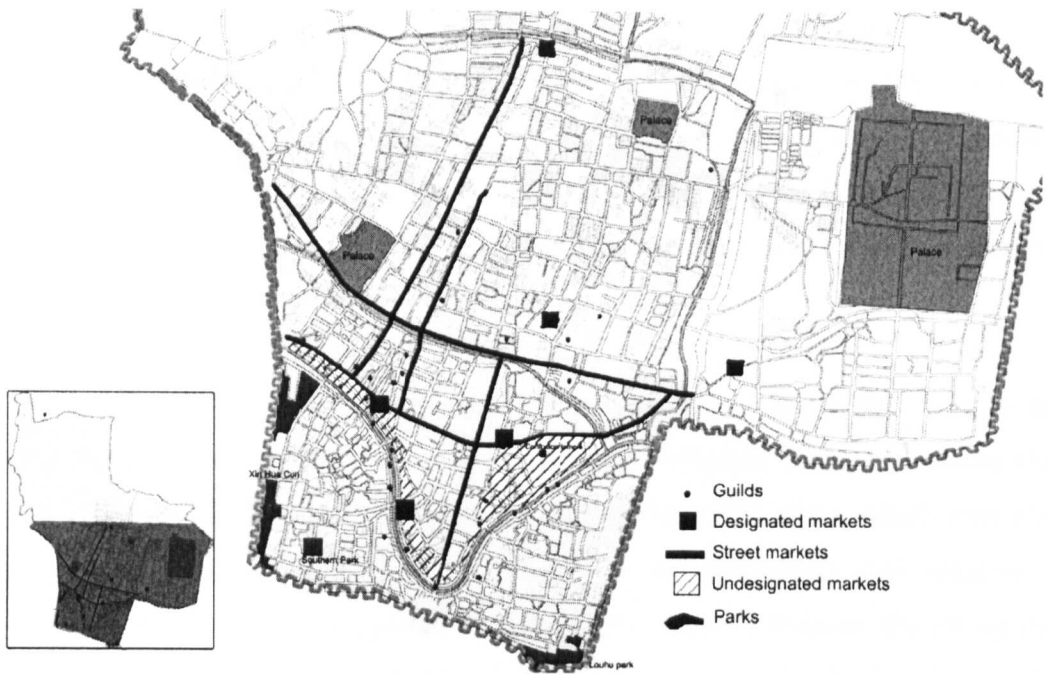 Palace
Palace
Palace
Xin Hua Cun
Southern Park
Louhu park
Guilds
Designated markets
Street markets
Undesignated markets
Parks